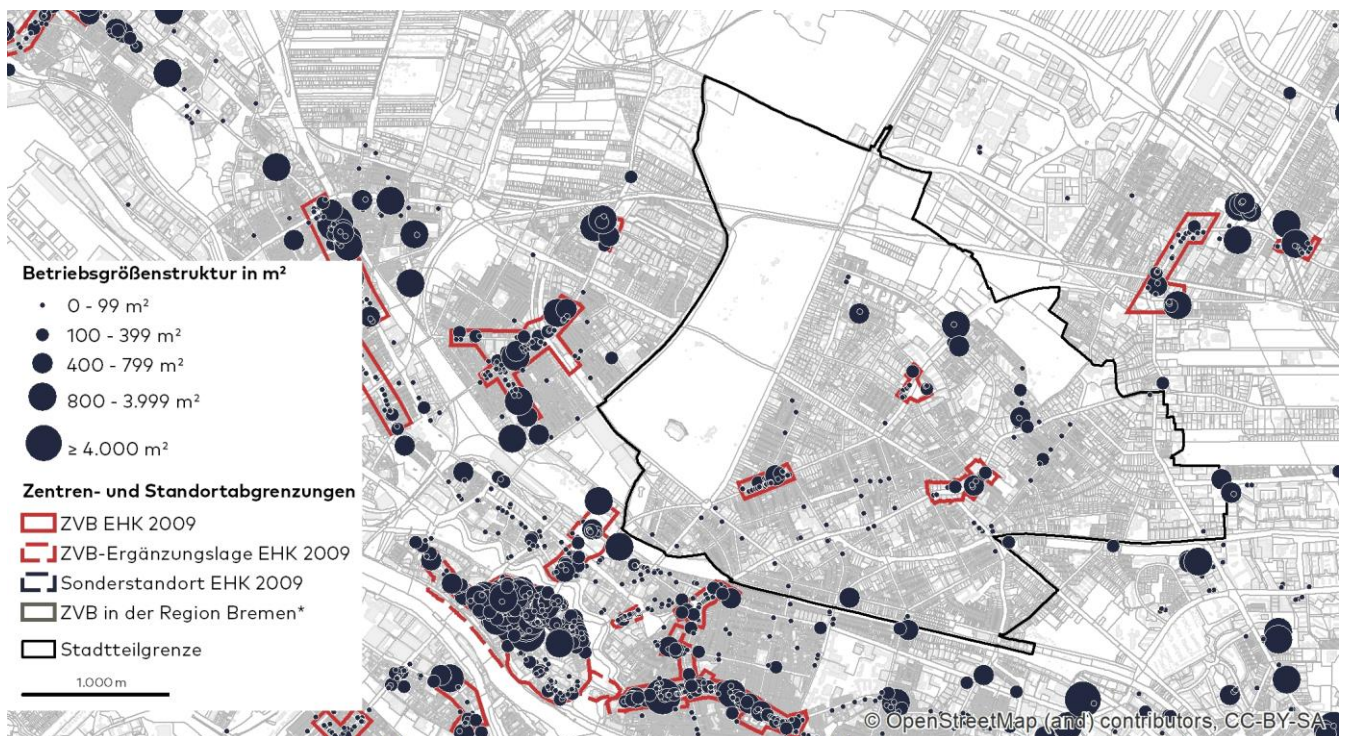 Betriebsgrößenstruktur in m²
0 - 99 m²
100 - 399 m²
400 - 799 m²
800 - 3.999 m²
≥ 4.000 m²
Zentren- und Standortabgrenzungen
ZVB EHK 2009
ZVB-Ergänzungslage EHK 2009
Sonderstandort EHK 2009
ZVB in der Region Bremen*
Stadtteilgrenze
1.000 m
© OpenStreetMap (and) contributors, CC-BY-SA